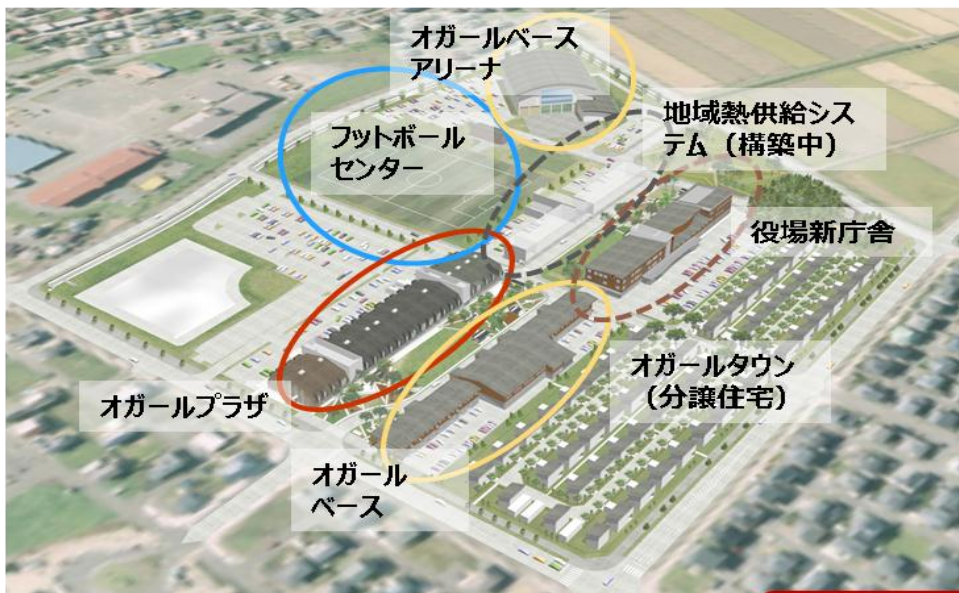 オガールベース
アリーナ
フットボール
センター
地域熱供給シス
テム（構築中）
役場新庁舎
オガールタウン
（分譲住宅）
オガールプラザ
オガール
ベース